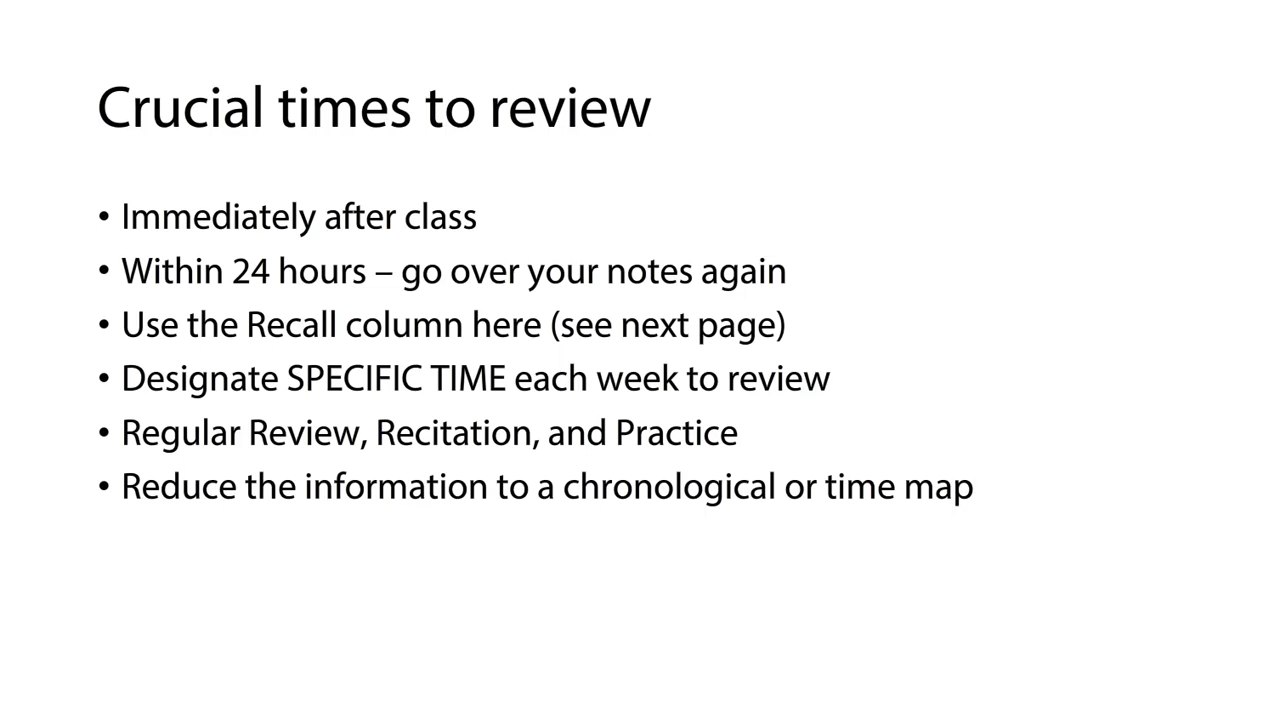 Crucial times to review
• Immediately after class
• Within 24 hours – go over your notes again
• Use the Recall column here (see next page)
• Designate SPECIFIC TIME each week to review
• Regular Review, Recitation, and Practice
• Reduce the information to a chronological or time map